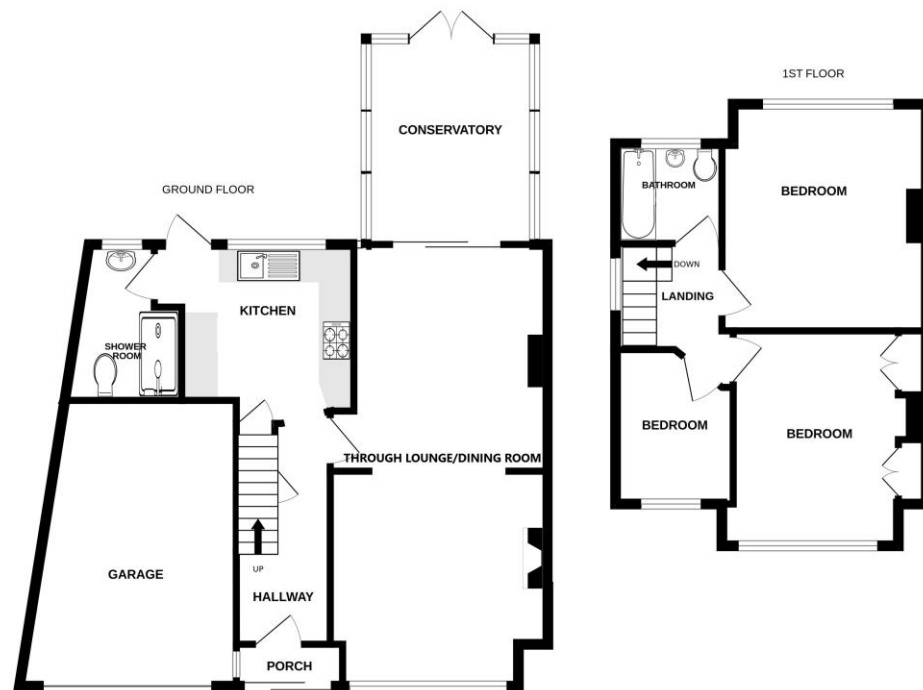 GROUND FLOOR
CONSERVATORY
KITCHEN
SHOWER
ROOM
THROUGH LOUNGE/DINING ROOM
GARAGE
UP
HALLWAY
PORCH
1ST FLOOR
BATHROOM
BEDROOM
DOWN
LANDING
BEDROOM
BEDROOM